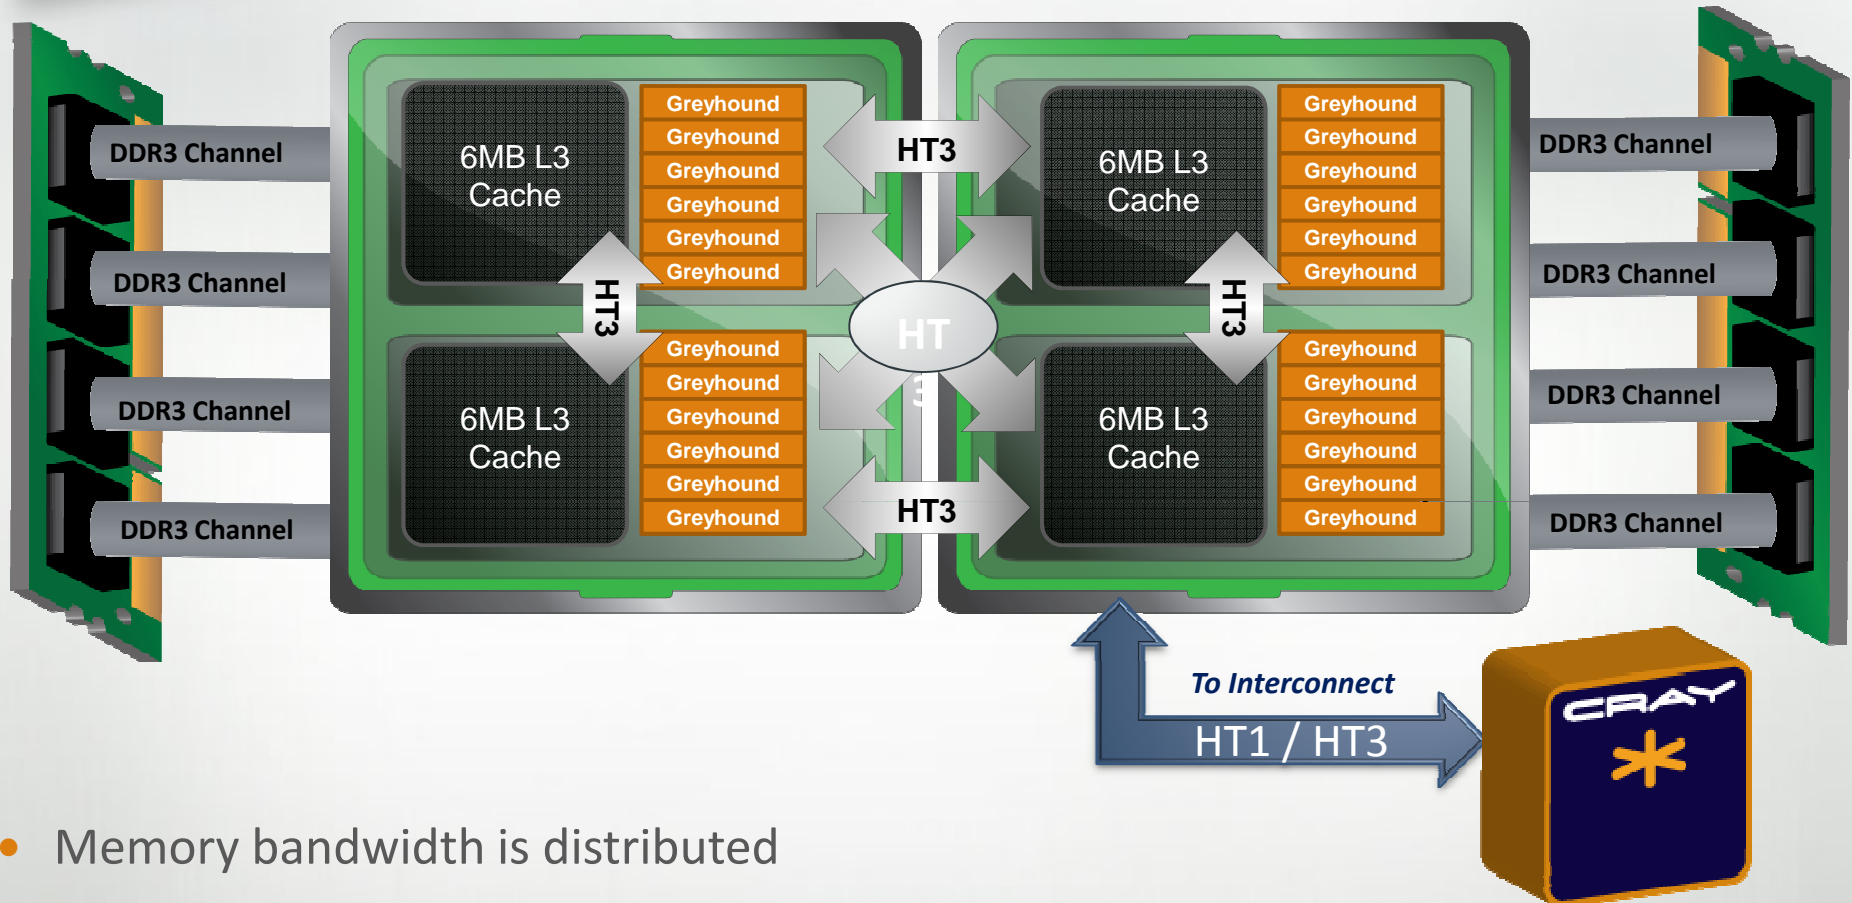 DDR3 Channel
DDR3 Channel
DDR3 Channel
DDR3 Channel
6MB L3
Cache
Greyhound
Greyhound
Greyhound
Greyhound
Greyhound
Greyhound
HT3
6MB L3
Cache
Greyhound
Greyhound
Greyhound
Greyhound
Greyhound
Greyhound
HT3
HT
3
HT3
6MB L3
Cache
Greyhound
Greyhound
Greyhound
Greyhound
Greyhound
Greyhound
HT3
6MB L3
Cache
Greyhound
Greyhound
Greyhound
Greyhound
Greyhound
Greyhound
HT3
DDR3 Channel
DDR3 Channel
DDR3 Channel
DDR3 Channel
To Interconnect
HT1 / HT3
CRAY
• Memory bandwidth is distributed